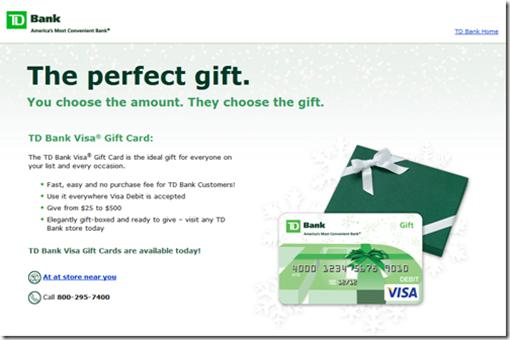 TD Bank
America's Most Convenient Bank®
TD Bank Home
The perfect gift.
You choose the amount. They choose the gift.
TD Bank Visa® Gift Card:
The TD Bank Visa® Gift Card is the ideal gift for everyone on
your list and every occasion.
• Fast, easy and no purchase fee for TD Bank Customers!
• Use it everywhere Visa Debit is accepted
• Give from $25 to $500
• Elegantly gift-boxed and ready to give – visit any TD
Bank store today
TD Bank Visa Gift Cards are available today!
At at store near you
Call 800-295-7400
TD Bank
America's Most Convenient Bank®
Gift
4000 1234 5678 9010
12/12
DEBIT
VISA